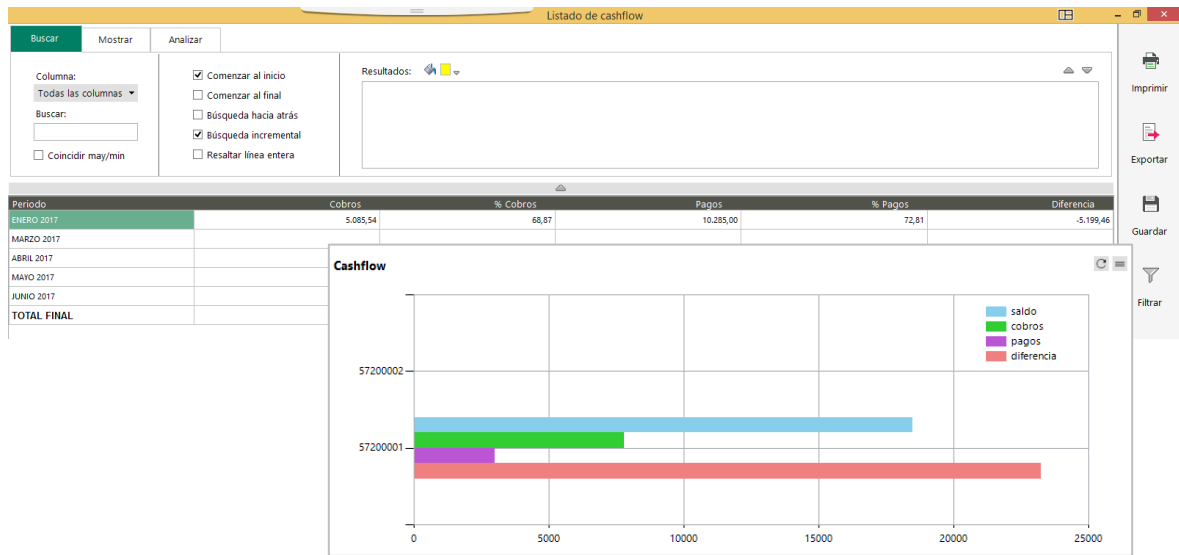 Listado de cashflow
Buscar Mostrar Analizar
Columna:
Todas las columnas
Buscar:
Coincidir may/min
Comenzar al inicio
Comenzar al final
Búsqueda hacia atrás
Búsqueda incremental
Resaltar línea entera
Resultados:
Imprimir
Exportar
Guardar
Filtrar
Periodo Cobros % Cobros Pagos % Pagos Diferencia
ENERO 2017 5.085,54 68,87 10.285,00 72,81 -5.199,46
MARZO 2017
ABRIL 2017
MAYO 2017
JUNIO 2017
TOTAL FINAL
Cashflow
saldo
cobros
pagos
diferencia
57200002
57200001
0 5000 10000 15000 20000 25000